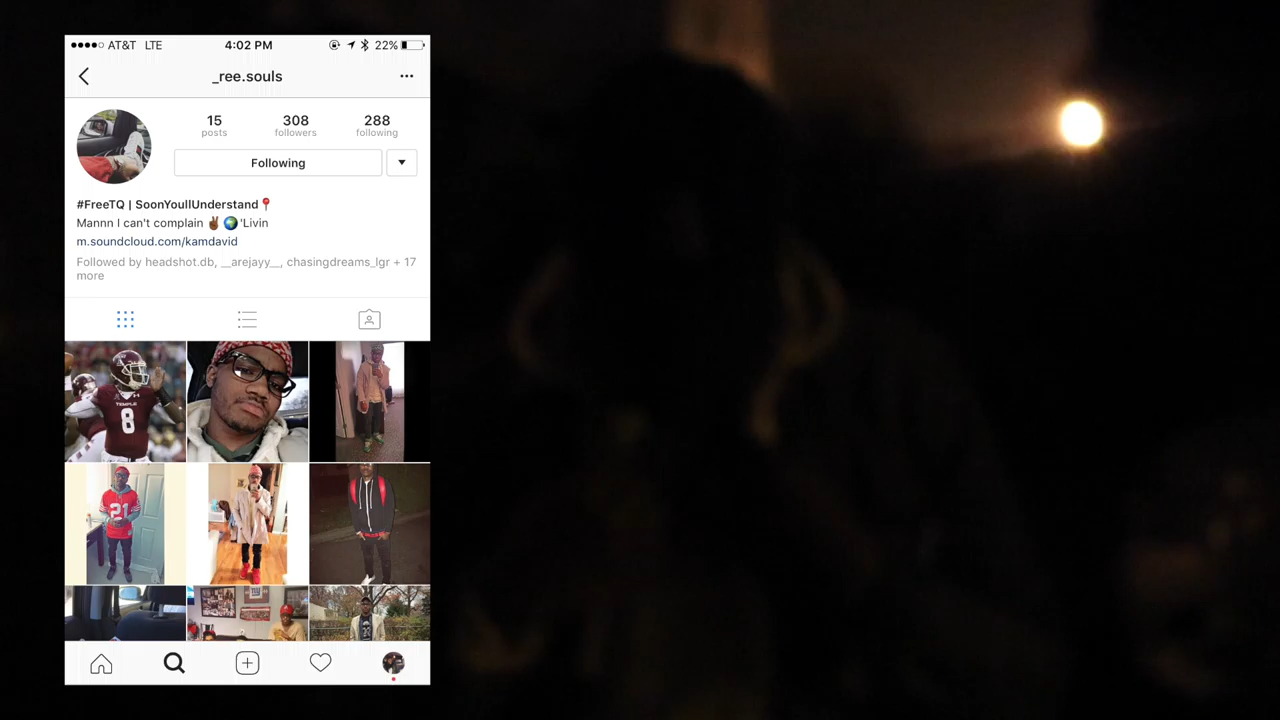 AT&T LTE 4:02 PM 22%
_ree.souls
15 308 288
posts followers following
Following
#FreeTQ | SoonYoullUnderstand
Mannn I can't complain 'Livin
m.soundcloud.com/kamdavid
Followed by headshot.db, __arejayy__, chasingdreams_lgr + 17
more
TEMPLE
8
21